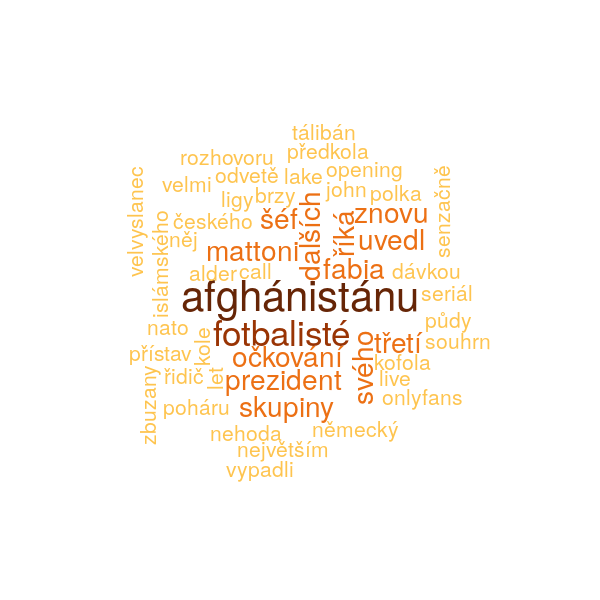 tálibán
rozhovoru
předkola
velvyslanec
velmi
odvetě
lake
opening
senzačně
ligy
brzy
john
polka
islámského
českého
šéf
dalších
říká
znovu
něj
mattoni
uvedl
alder
call
fabia
dávkou
afghánistánu
seriál
nato
fotbalisté
půdy
přístav
kole
očkování
svého
třetí
souhrn
zbuzany
řidič
let
prezident
kofola
live
poháru
skupiny
onlyfans
nehoda
německý
největším
vypadli